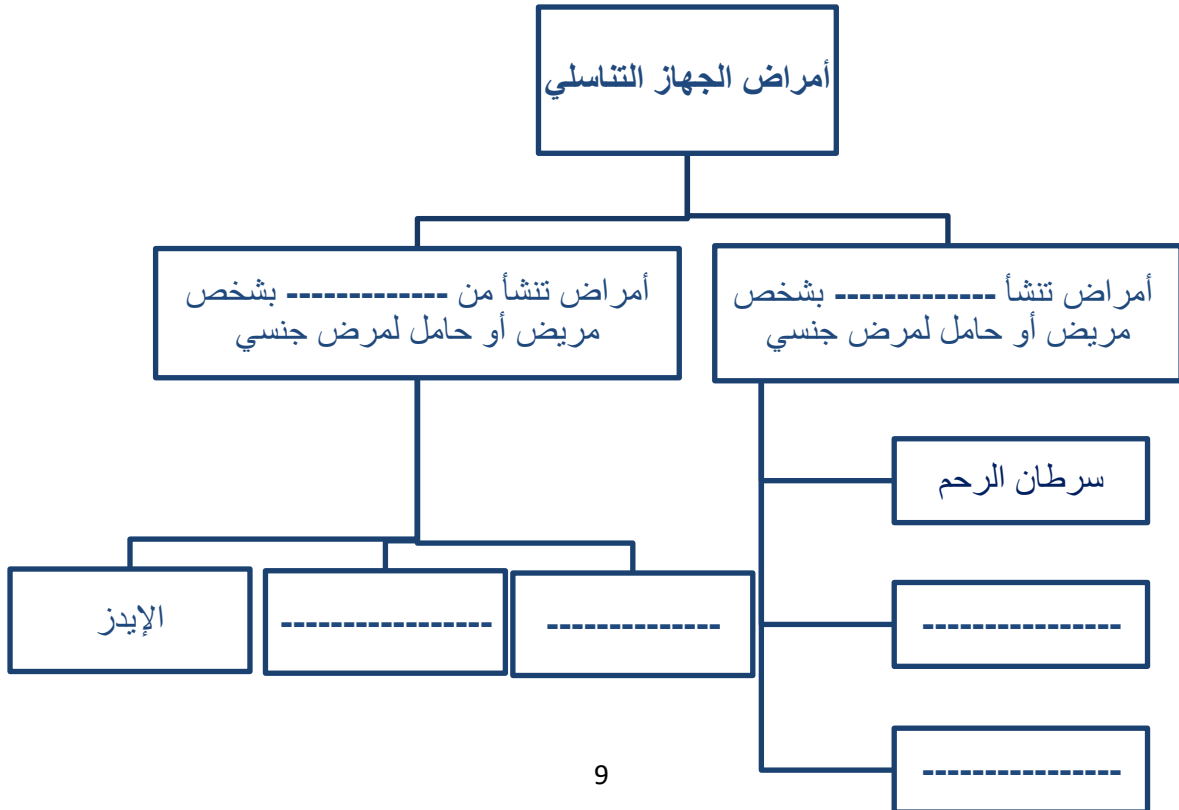 أمراض الجهاز التناسلي
أمراض تنشأ ------------- بشخص
مريض أو حامل لمرض جنسي
أمراض تنشأ من ------------- بشخص
مريض أو حامل لمرض جنسي
سرطان الرحم
----------------
----------------
--------------
-----------------
الإيدز
9